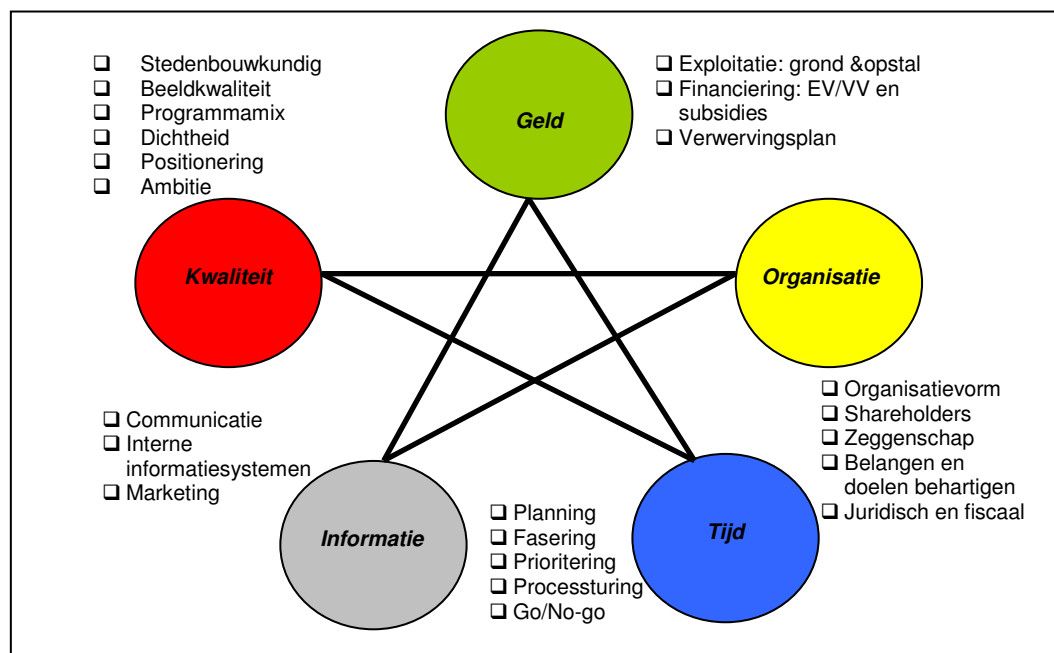 ❑ Stedenbouwkundig
❑ Beeldkwaliteit
❑ Programmamix
❑ Dichtheid
❑ Positionering
❑ Ambitie
Geld
❑ Exploitatie: grond &opstal
❑ Financiering: EV/VV en
subsidies
❑ Verwervingsplan
Kwaliteit
Organisatie
❑ Communicatie
❑ Interne
informatiesystemen
❑ Marketing
❑ Organisatievorm
❑ Shareholders
❑ Zeggenschap
❑ Belangen en
doelen behartigen
❑ Juridisch en fiscaal
Informatie
❑ Planning
❑ Fasering
❑ Prioritering
❑ Processturing
❑ Go/No-go
Tijd